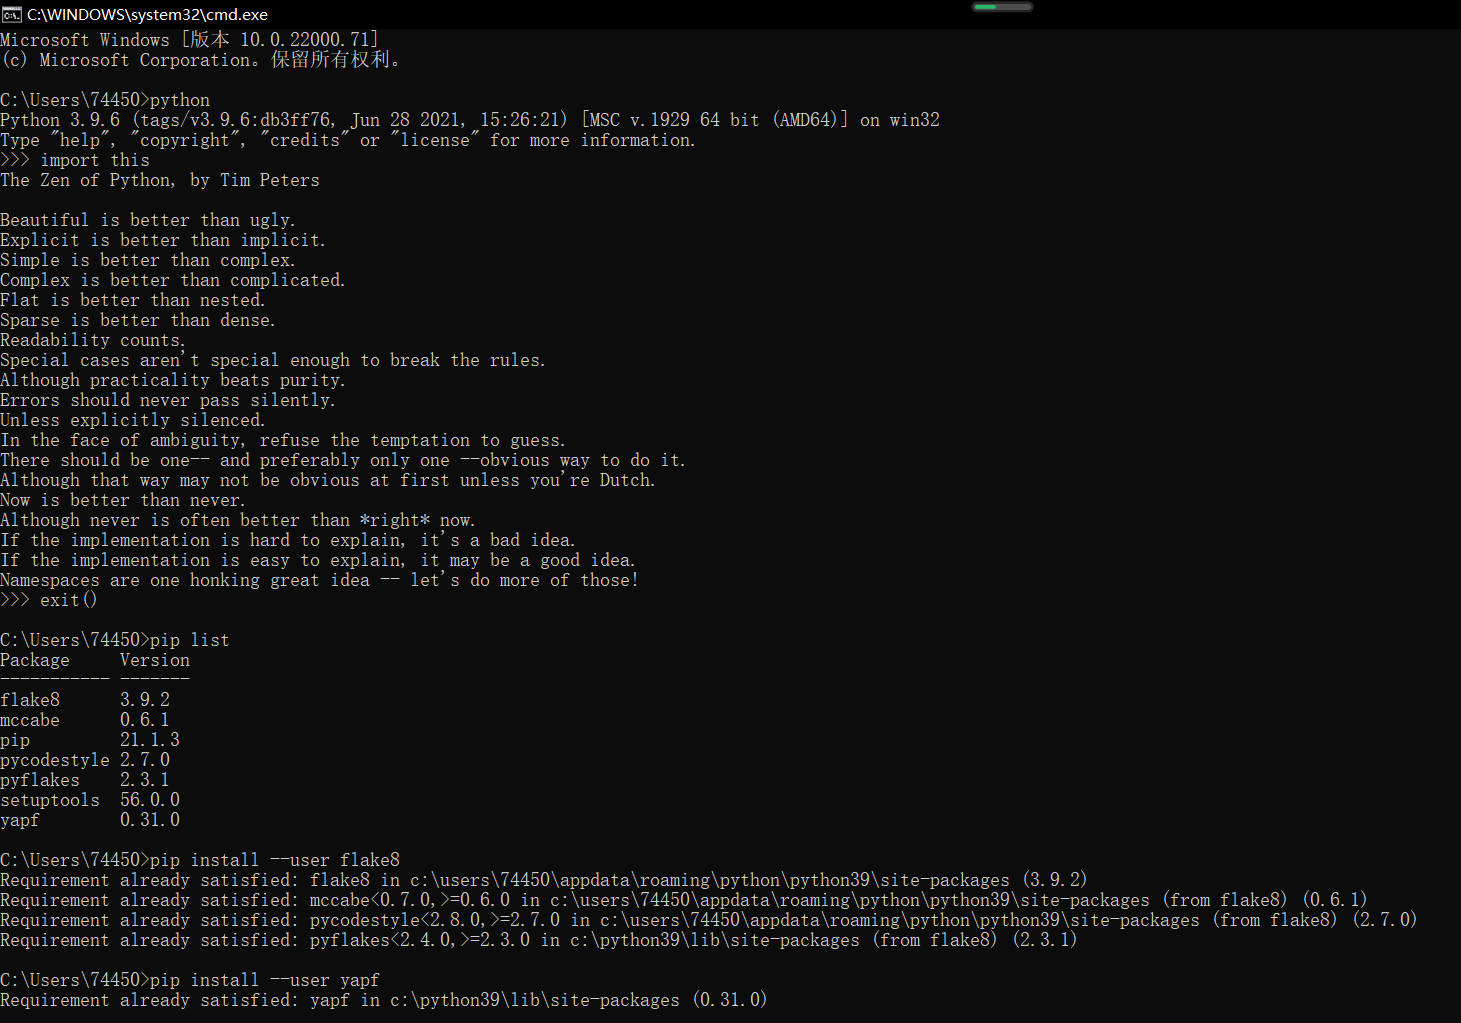 C:\WINDOWS\system32\cmd.exe
Microsoft Windows [版本 10.0.22000.71]
(c) Microsoft Corporation。保留所有权利。
C:\Users\74450>python
Python 3.9.6 (tags/v3.9.6:db3ff76, Jun 28 2021, 15:26:21) [MSC v.1929 64 bit (AMD64)] on win32
Type "help", "copyright", "credits" or "license" for more information.
>>> import this
The Zen of Python, by Tim Peters
Beautiful is better than ugly.
Explicit is better than implicit.
Simple is better than complex.
Complex is better than complicated.
Flat is better than nested.
Sparse is better than dense.
Readability counts.
Special cases aren't special enough to break the rules.
Although practicality beats purity.
Errors should never pass silently.
Unless explicitly silenced.
In the face of ambiguity, refuse the temptation to guess.
There should be one-- and preferably only one --obvious way to do it.
Although that way may not be obvious at first unless you're Dutch.
Now is better than never.
Although never is often better than *right* now.
If the implementation is hard to explain, it's a bad idea.
If the implementation is easy to explain, it may be a good idea.
Namespaces are one honking great idea -- let's do more of those!
>>> exit()
C:\Users\74450>pip list
Package     Version
----------- -------
flake8      3.9.2
mccabe      0.6.1
pip         21.1.3
pycodestyle 2.7.0
pyflakes    2.3.1
setuptools  56.0.0
yapf        0.31.0
C:\Users\74450>pip install --user flake8
Requirement already satisfied: flake8 in c:\users\74450\appdata\roaming\python\python39\site-packages (3.9.2)
Requirement already satisfied: mccabe<0.7.0,>=0.6.0 in c:\users\74450\appdata\roaming\python\python39\site-packages (from flake8) (0.6.1)
Requirement already satisfied: pycodestyle<2.8.0,>=2.7.0 in c:\users\74450\appdata\roaming\python\python39\site-packages (from flake8) (2.7.0)
Requirement already satisfied: pyflakes<2.4.0,>=2.3.0 in c:\python39\lib\site-packages (from flake8) (2.3.1)
C:\Users\74450>pip install --user yapf
Requirement already satisfied: yapf in c:\python39\lib\site-packages (0.31.0)